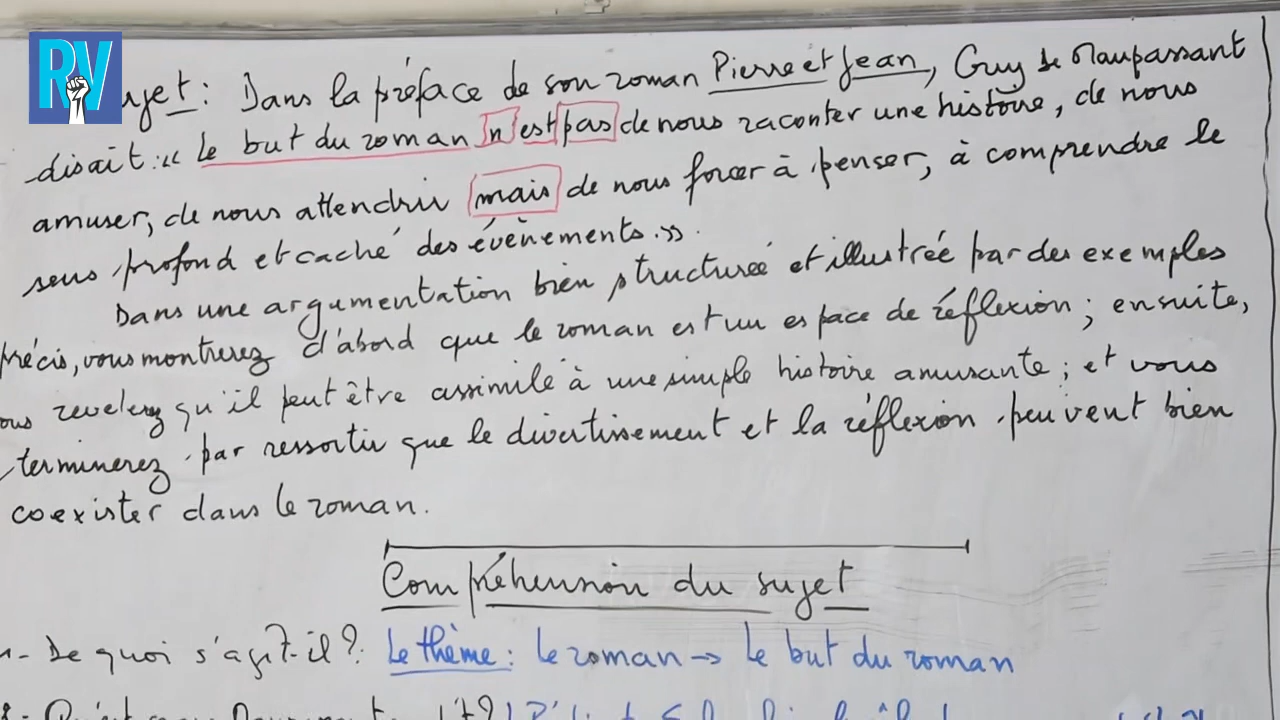 RV
ujet : Dans la préface de son roman Pierre et Jean, Guy de Maupassant
disait : « le but du roman n'est pas de nous raconter une histoire, de nous
amuser, de nous attendrir mais de nous forcer à penser, à comprendre le
sens profond et caché des évènements. »
Dans une argumentation bien structurée et illustrée par des exemples
précis, vous montrerez d'abord que le roman est un espace de réflexion ; ensuite,
ous revelerez qu'il peut être assimilé à une simple histoire amusante ; et vous
terminerez par ressortir que le divertissement et la réflexion peuvent bien
coexister dans le roman.
Compréhension du sujet
1- De quoi s'agit-il ? Le thème : le roman → le but du roman